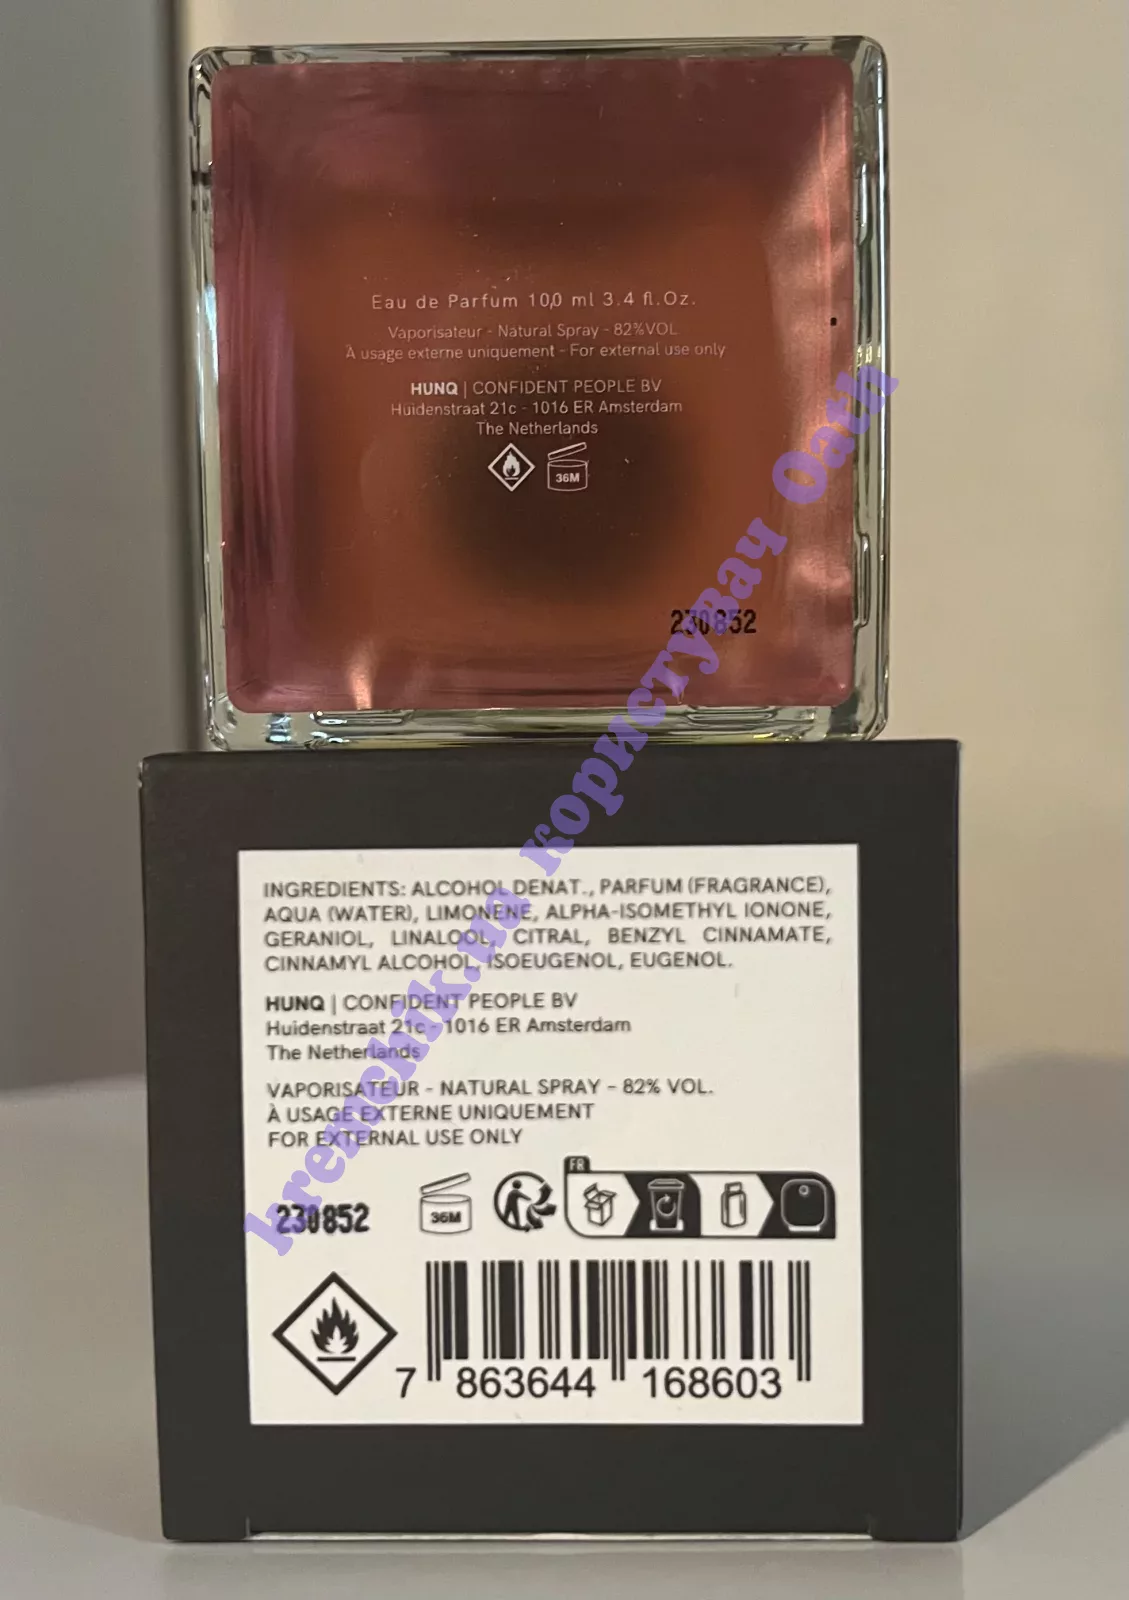 Eau de Parfum 100 ml 3.4 fl.Oz.
Vaporisateur - Natural Spray - 82%VOL
À usage externe uniquement - For external use only
HUNQ | CONFIDENT PEOPLE BV
Huidenstraat 21c - 1016 ER Amsterdam
The Netherlands
36M
230852
INGREDIENTS: ALCOHOL DENAT., PARFUM (FRAGRANCE),
AQUA (WATER), LIMONENE, ALPHA-ISOMETHYL IONONE,
GERANIOL, LINALOOL, CITRAL, BENZYL CINNAMATE,
CINNAMYL ALCOHOL, ISOEUGENOL, EUGENOL.
HUNQ | CONFIDENT PEOPLE BV
Huidenstraat 21c - 1016 ER Amsterdam
The Netherlands
VAPORISATEUR - NATURAL SPRAY - 82% VOL.
À USAGE EXTERNE UNIQUEMENT
FOR EXTERNAL USE ONLY
230852
36M
FR
7 863644 168603
kremchik.ua користувач Oath